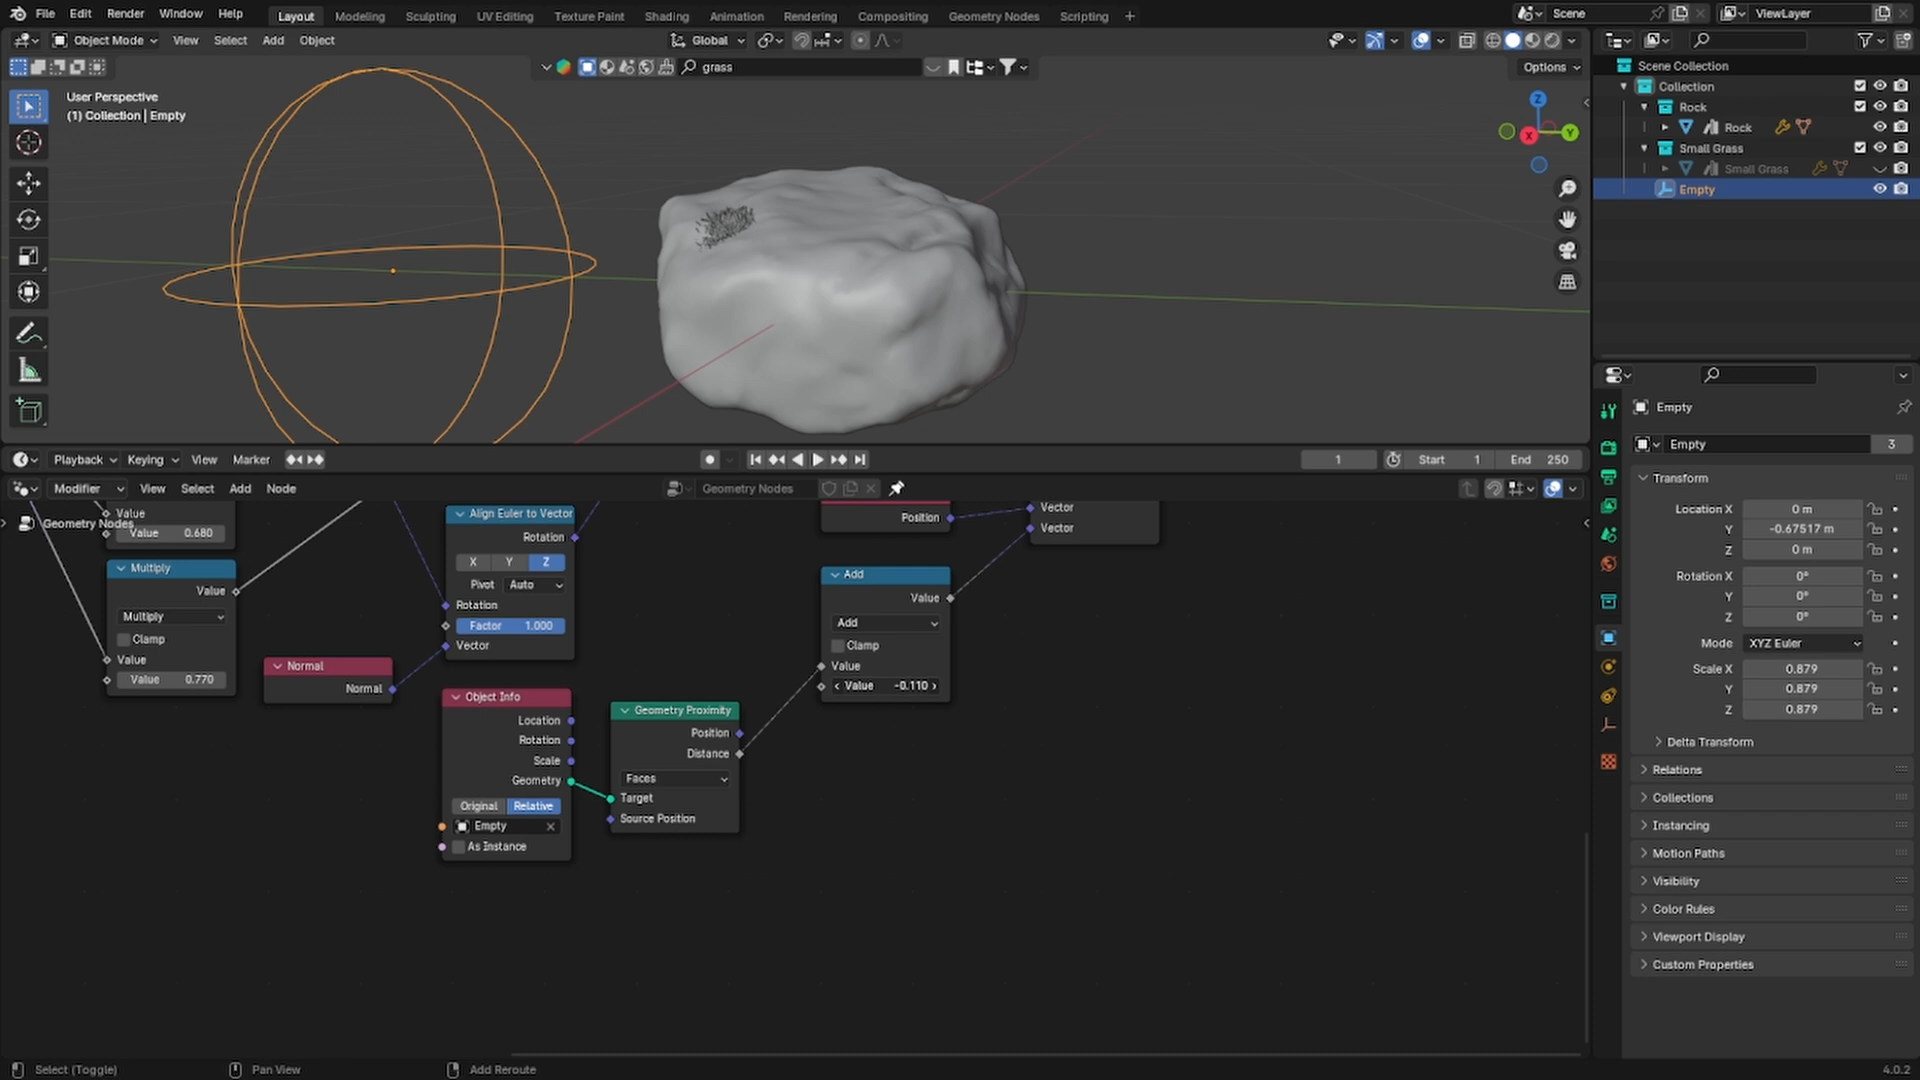 File Edit Render Window Help Layout Modeling Sculpting UV Editing Texture Paint Shading Animation Rendering Compositing Geometry Nodes Scripting + Scene ViewLayer
Object Mode View Select Add Object Global
grass Options
User Perspective
(1) Collection | Empty
Z
X
Y
Scene Collection
Collection
Rock
Rock
Small Grass
Small Grass
Empty
Empty
Empty 3
Transform
Location X 0 m
Y -0.67517 m
Z 0 m
Rotation X 0°
Y 0°
Z 0°
Mode XYZ Euler
Scale X 0.879
Y 0.879
Z 0.879
Delta Transform
Relations
Collections
Instancing
Motion Paths
Visibility
Color Rules
Viewport Display
Custom Properties
Playback Keying View Marker 1 Start 1 End 250
Modifier View Select Add Node Geometry Nodes
Geometry Nodes
Value
Value 0.680
Multiply
Value
Multiply
Clamp
Value
Value 0.770
Normal
Normal
Align Euler to Vector
Rotation
X Y Z
Pivot Auto
Rotation
Factor 1.000
Vector
Object Info
Location
Rotation
Scale
Geometry
Original Relative
Empty
As Instance
Geometry Proximity
Position
Distance
Faces
Target
Source Position
Position
Add
Value
Add
Clamp
Value
Value -0.110
Vector
Vector
Select (Toggle) Pan View Add Reroute 4.0.2